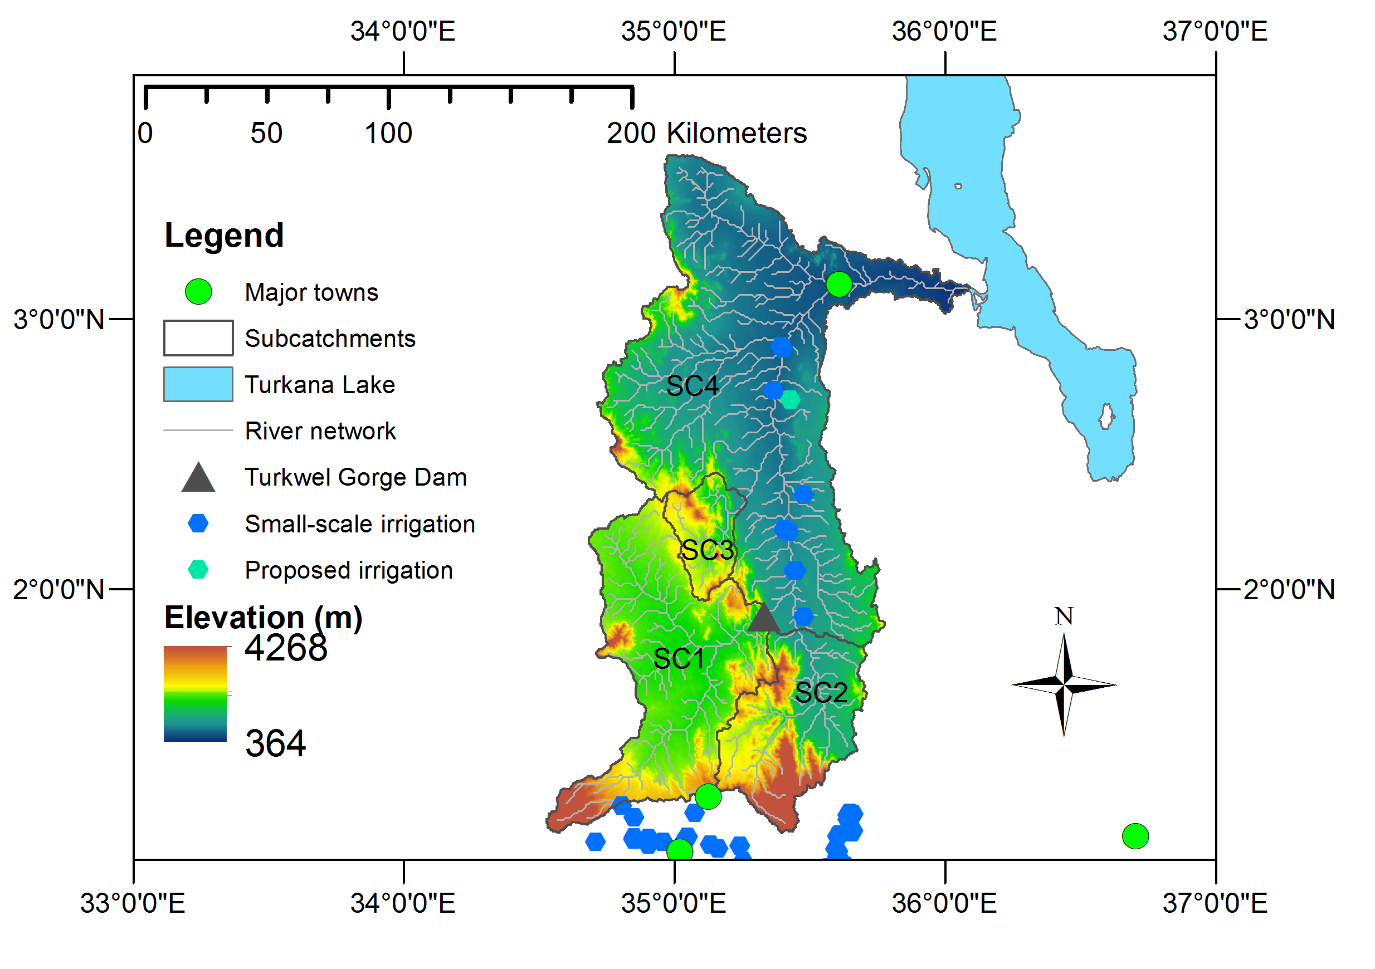 34°0'0"E 35°0'0"E 36°0'0"E 37°0'0"E
0 50 100 200 Kilometers
Legend
Major towns
Subcatchments
Turkana Lake
River network
Turkwel Gorge Dam
Small-scale irrigation
Proposed irrigation
Elevation (m)
4268
364
3°0'0"N 3°0'0"N
2°0'0"N 2°0'0"N
SC4
SC3
SC1
SC2
N
33°0'0"E 34°0'0"E 35°0'0"E 36°0'0"E 37°0'0"E